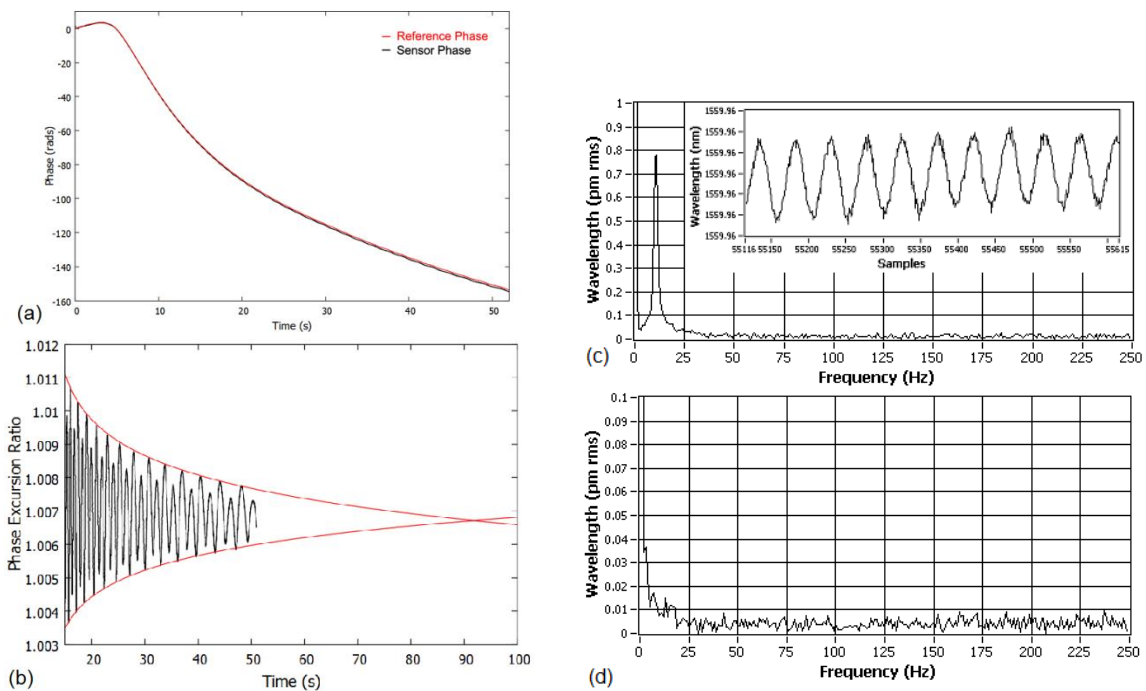 0
-20
-40
-60
-80
-100
-120
-140
-160
Phase (rads)
Reference Phase
Sensor Phase
0 10 20 30 40 50
Time (s)
(a)
1.012
1.011
1.01
1.009
1.008
1.007
1.006
1.005
1.004
1.003
Phase Excursion Ratio
20 30 40 50 60 70 80 90 100
Time (s)
(b)
1
0.9
0.8
0.7
0.6
0.5
0.4
0.3
0.2
0.1
0
Wavelength (pm rms)
1559.96
1559.96
1559.96
1559.96
1559.96
1559.96
1559.96
Wavelength (nm)
55116 55150 55200 55250 55300 55350 55400 55450 55500 55550 55615
Samples
0 25 50 75 100 125 150 175 200 225 250
Frequency (Hz)
(c)
0.1
0.09
0.08
0.07
0.06
0.05
0.04
0.03
0.02
0.01
0
Wavelength (pm rms)
0 25 50 75 100 125 150 175 200 225 250
Frequency (Hz)
(d)